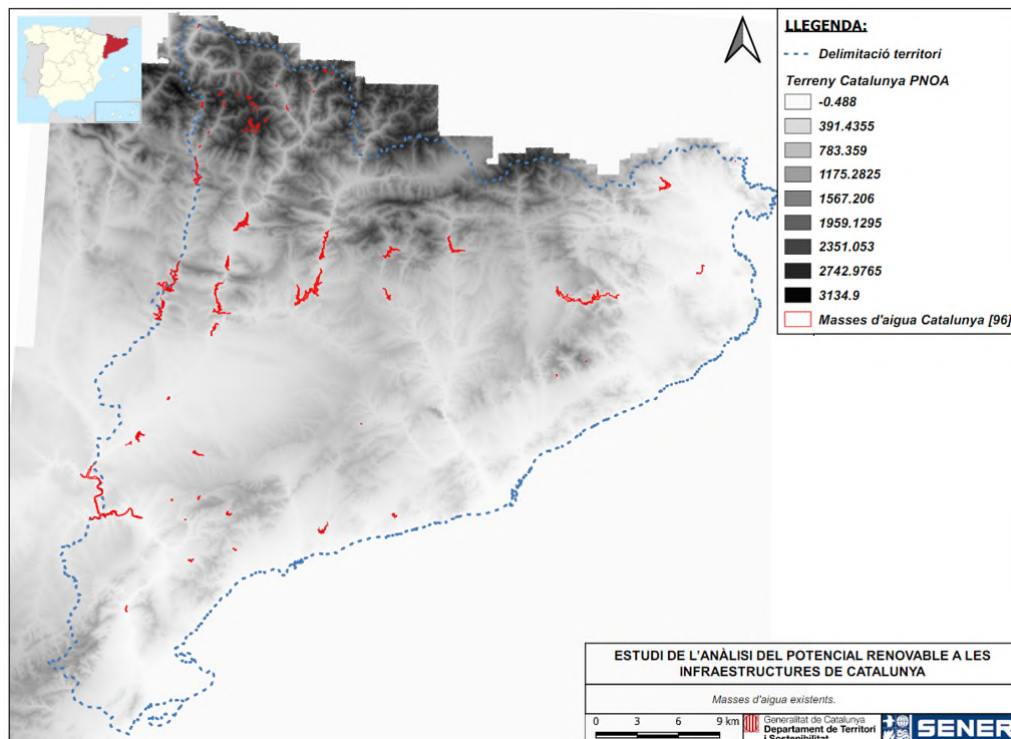 LLEGENDA:
Delimitació territori
Terreny Catalunya PNOA
-0.488
391.4355
783.359
1175.2825
1567.206
1959.1295
2351.053
2742.9765
3134.9
Masses d'aigua Catalunya [96]
ESTUDI DE L'ANÀLISI DEL POTENCIAL RENOVABLE A LES
INFRAESTRUCTURES DE CATALUNYA
Masses d'aigua existents.
0 3 6 9 km
Generalitat de Catalunya
Departament de Territori
i Sostenibilitat
SENER